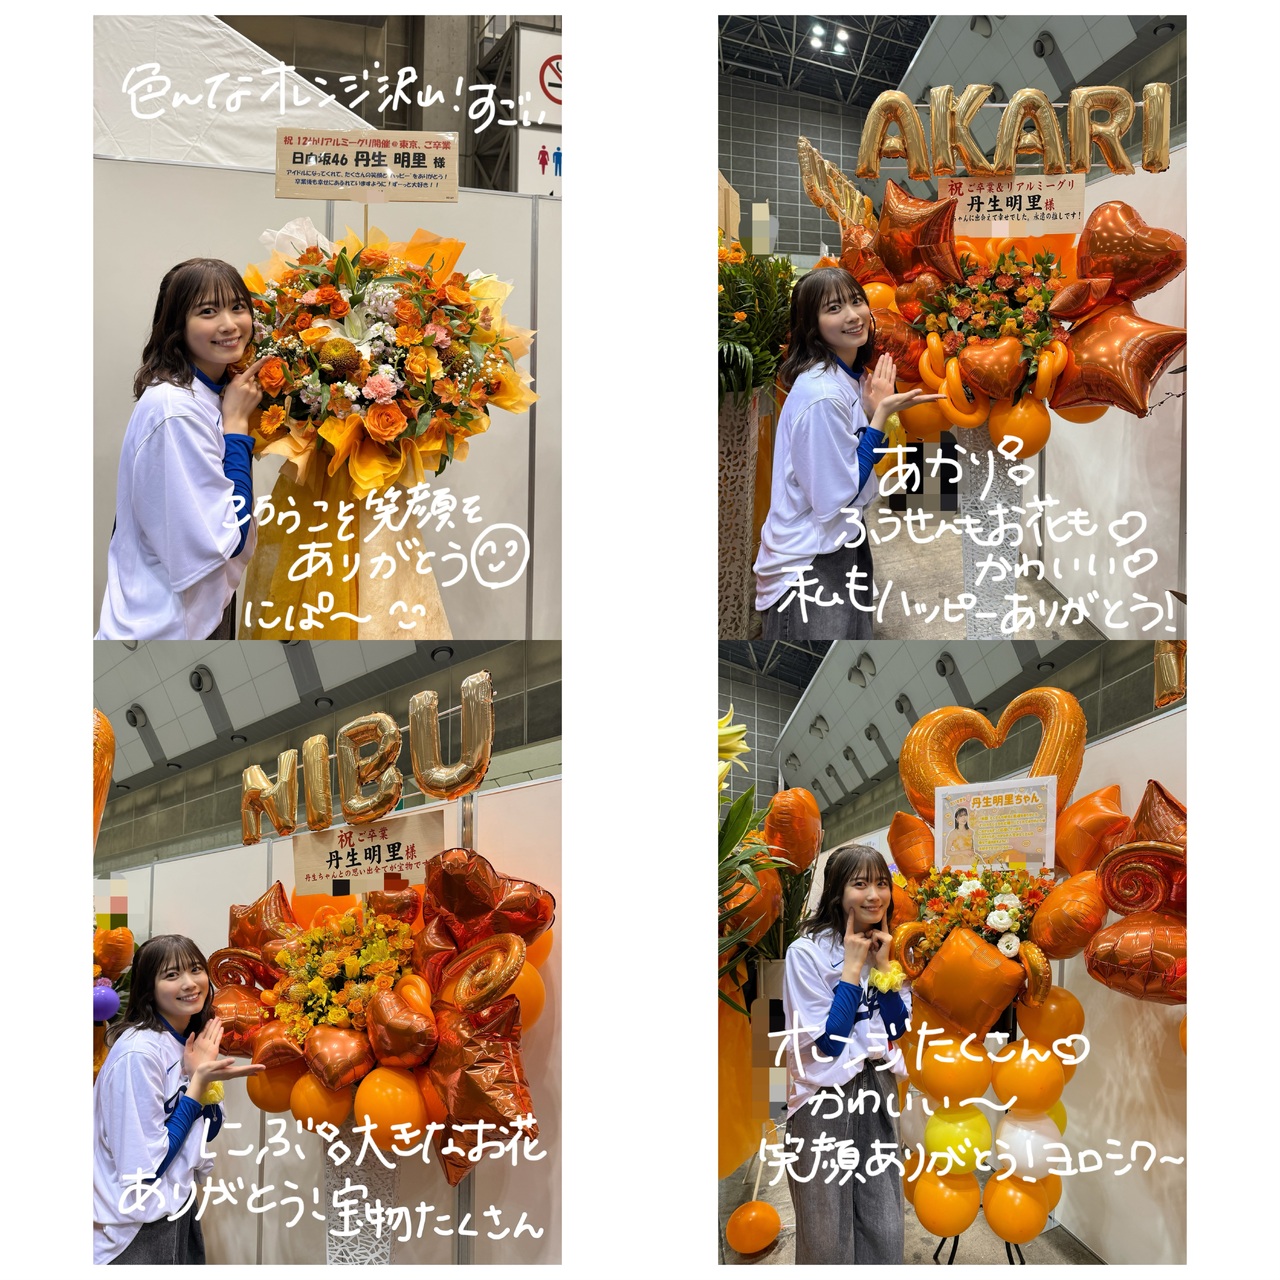 色んなオレンジ沢山！すごい
祝 12thリアルミーグリ開催@東京、ご卒業
日向坂46 丹生 明里 様
アイドルになってくれて、たくさんの笑顔とハッピーをありがとう！
卒業後も幸せにあふれていますように！ずーっと大好き！！
こちらこそ笑顔を
ありがとう
にぱ〜
AKARI
祝 ご卒業&リアルミーグリ
丹生明里様
ちゃんに出会えて幸せでした。永遠の推しです！
あかり
ふうせんもお花も
かわいい
私もハッピーありがとう！
NIBU
祝 ご卒業
丹生明里様
丹生ちゃんとの思い出全てが宝物です
にぶ 大きなお花
ありがとう！宝物たくさん
丹生明里ちゃん
オレンジたくさん
かわいい〜
笑顔ありがとう！ヨロシク〜